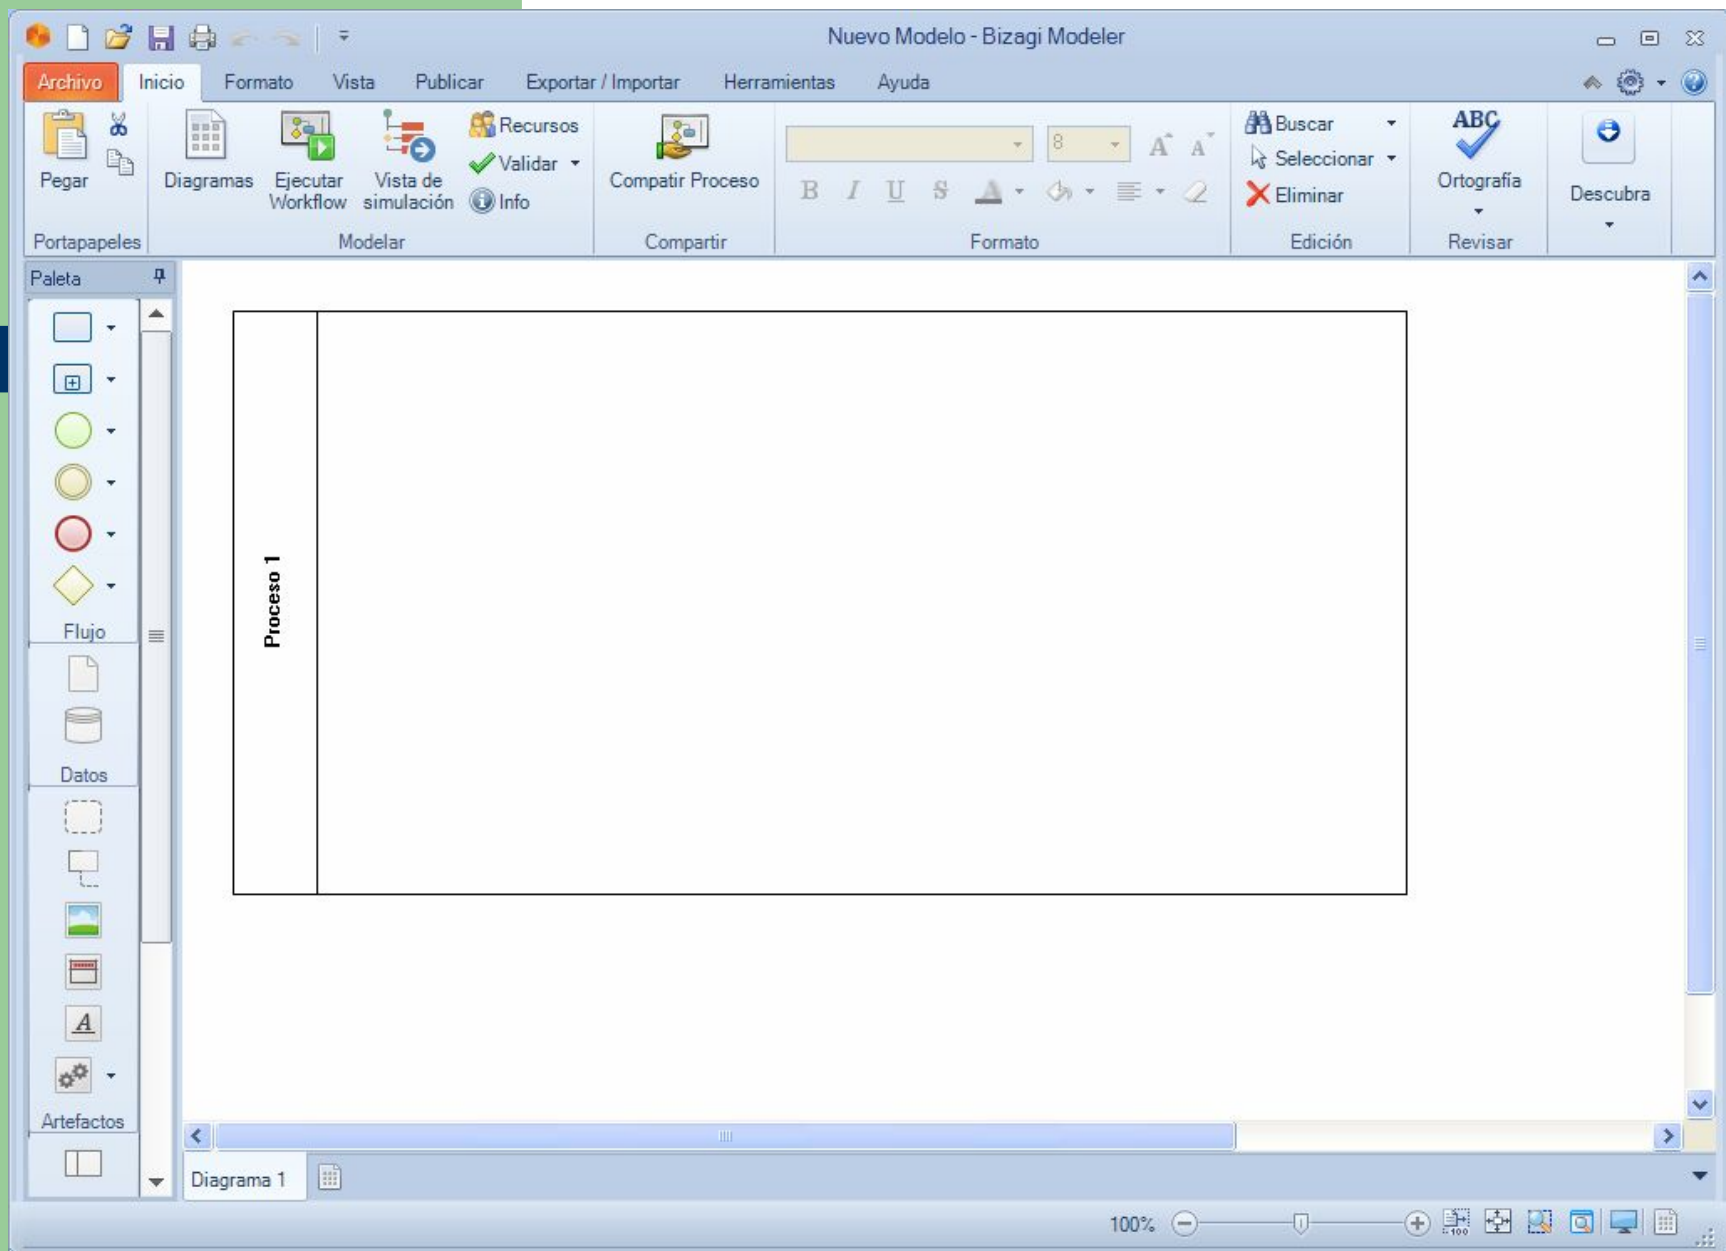 Nuevo Modelo - Bizagi Modeler
Archivo Inicio Formato Vista Publicar Exportar / Importar Herramientas Ayuda
Pegar
Portapapeles
Diagramas
Ejecutar
Workflow
Vista de
simulación
Recursos
Validar
Info
Modelar
Compatir Proceso
Compartir
8
A A
B I U S A
Formato
Buscar
Seleccionar
Eliminar
Edición
ABC
Ortografía
Revisar
Descubra
Paleta
Flujo
Datos
A
Artefactos
Proceso 1
Diagrama 1
100%
100